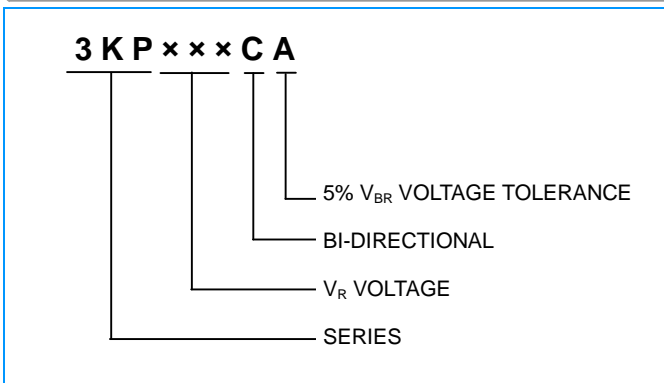 3KP×××CA
5% VBR VOLTAGE TOLERANCE
BI-DIRECTIONAL
VR VOLTAGE
SERIES